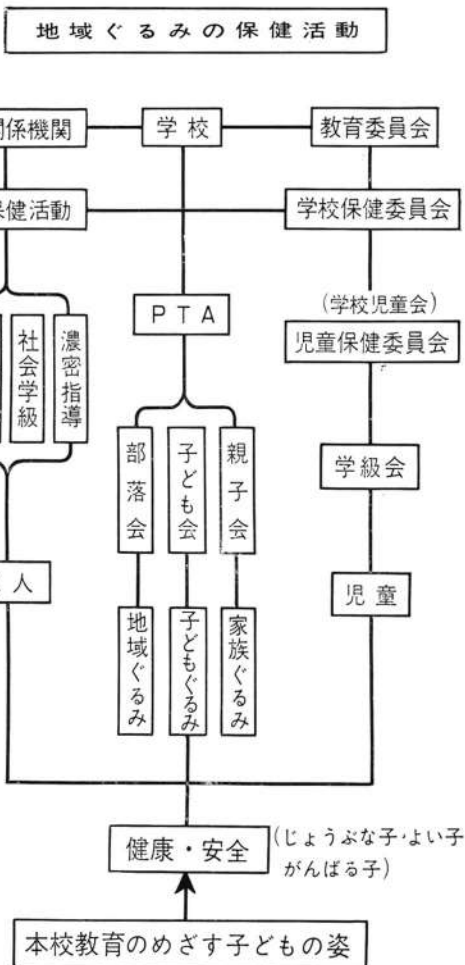 地域ぐるみの保健活動
係機関
学校
教育委員会
健活動
学校保健委員会
PTA
(学校児童会)
児童保健委員会
社会学級
濃密指導
部落会
子ども会
親子会
学級会
人
児童
地域ぐるみ
子どもぐるみ
家族ぐるみ
健康・安全
(じょうぶな子・よい子
がんばる子)
本校教育のめざす子どもの姿